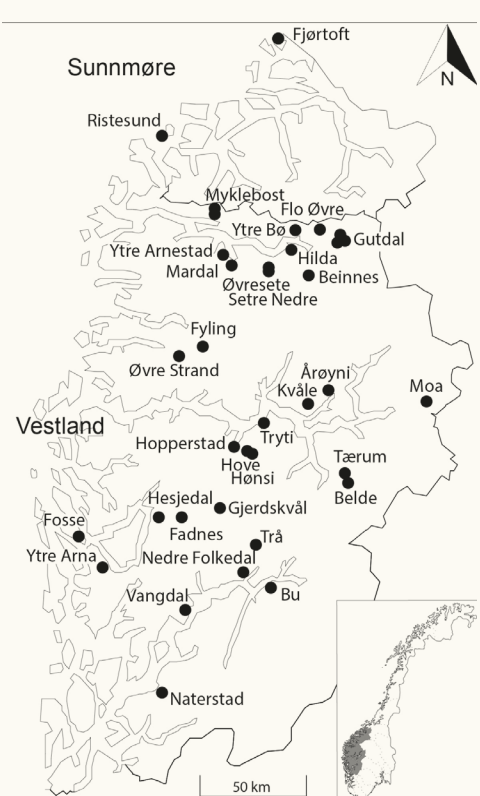 Fjørtoft
Sunnmøre
N
Ristesund
Myklebost
Flo Øvre
Ytre Bø
Gutdal
Ytre Arnestad
Hilda
Mardal
Beinnes
Øvresete
Setre Nedre
Fyling
Øvre Strand
Årøyni
Kvåle
Moa
Vestland
Tryti
Hopperstad
Hove
Tærum
Hønsi
Belde
Hesjedal
Gjerdskvål
Fosse
Fadnes
Trå
Ytre Arna
Nedre Folkedal
Vangdal
Bu
Naterstad
50 km